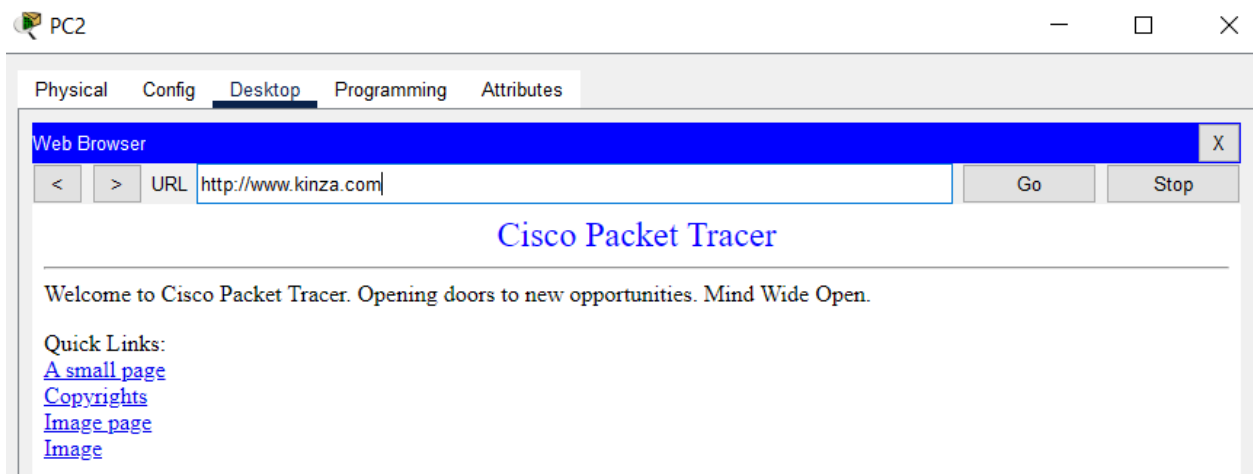 PC2
Physical Config Desktop Programming Attributes
Web Browser X
< > URL http://www.kinza.com Go Stop
Cisco Packet Tracer
Welcome to Cisco Packet Tracer. Opening doors to new opportunities. Mind Wide Open.
Quick Links:
A small page
Copyrights
Image page
Image